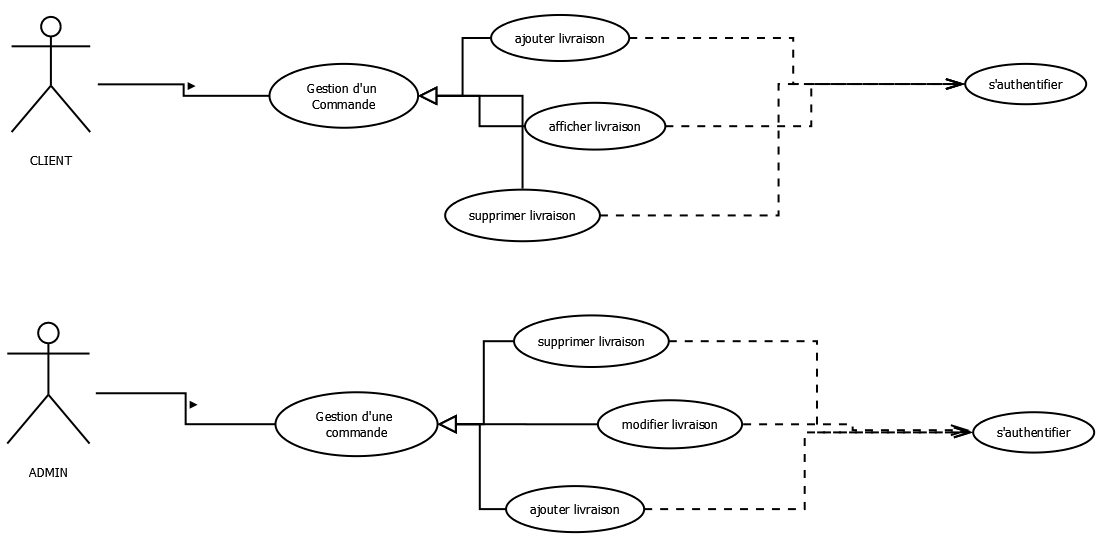 ajouter livraison
Gestion d'un
Commande
s'authentifier
afficher livraison
CLIENT
supprimer livraison
supprimer livraison
Gestion d'une
commande
modifier livraison
s'authentifier
ADMIN
ajouter livraison